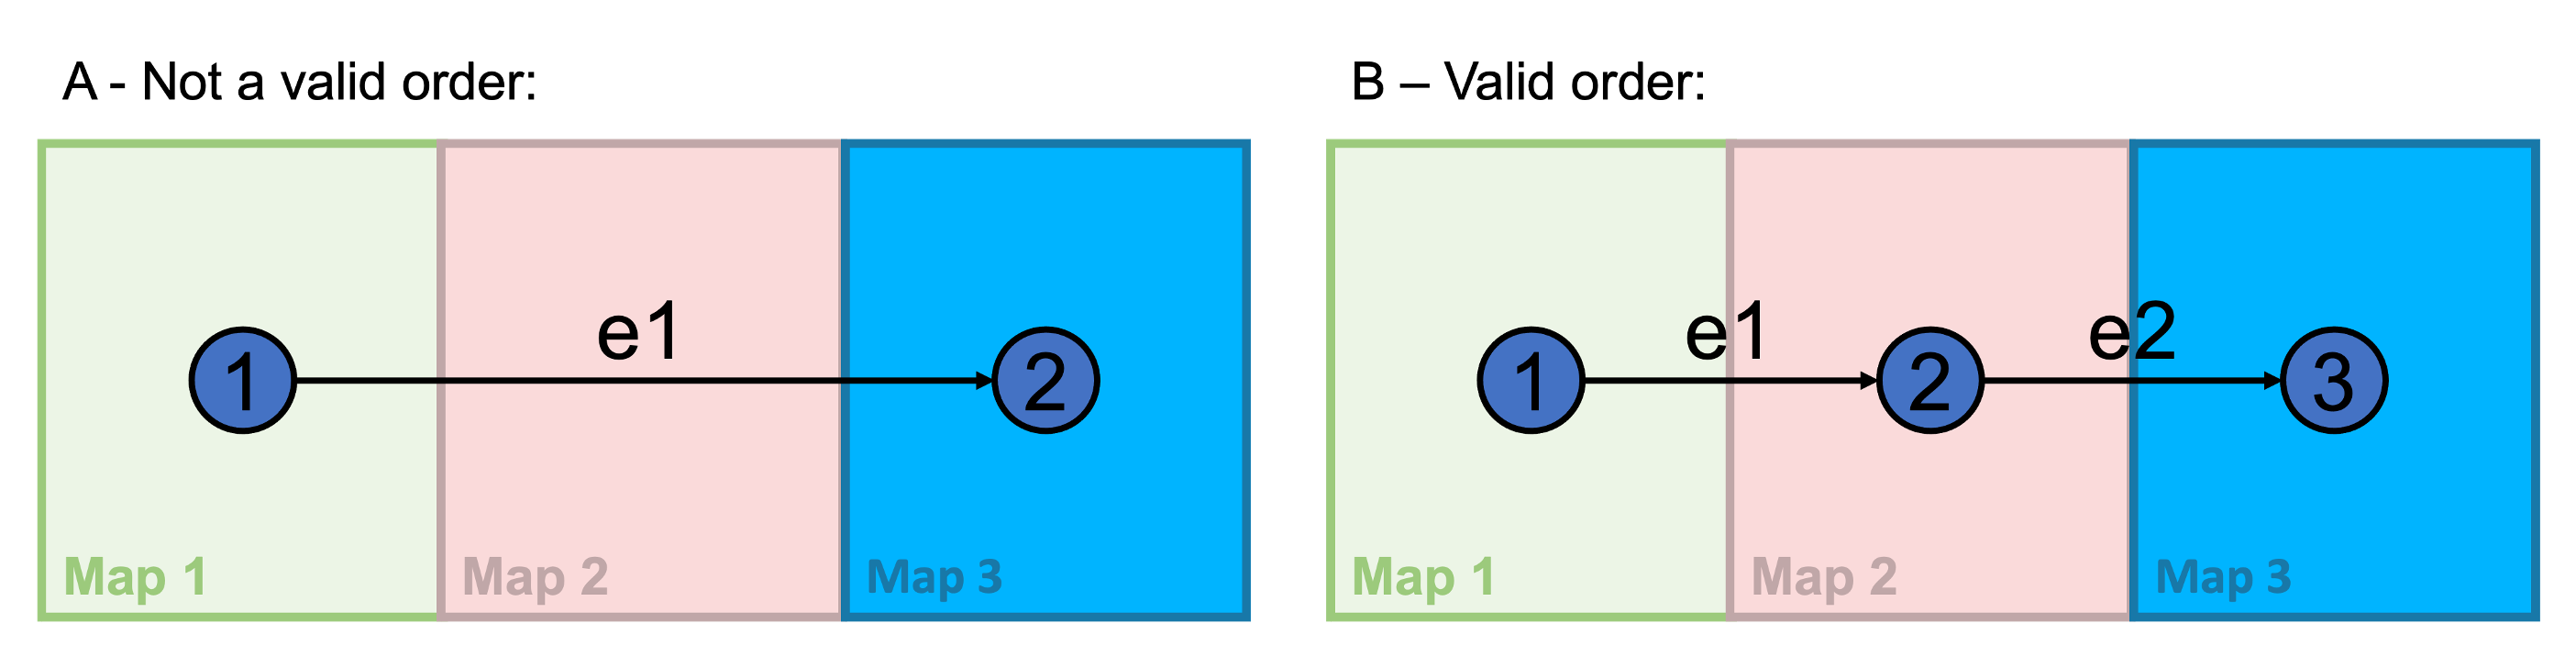 A - Not a valid order:
e1
1
2
Map 1
Map 2
Map 3
B – Valid order:
e1
e2
1
2
3
Map 1
Map 2
Map 3